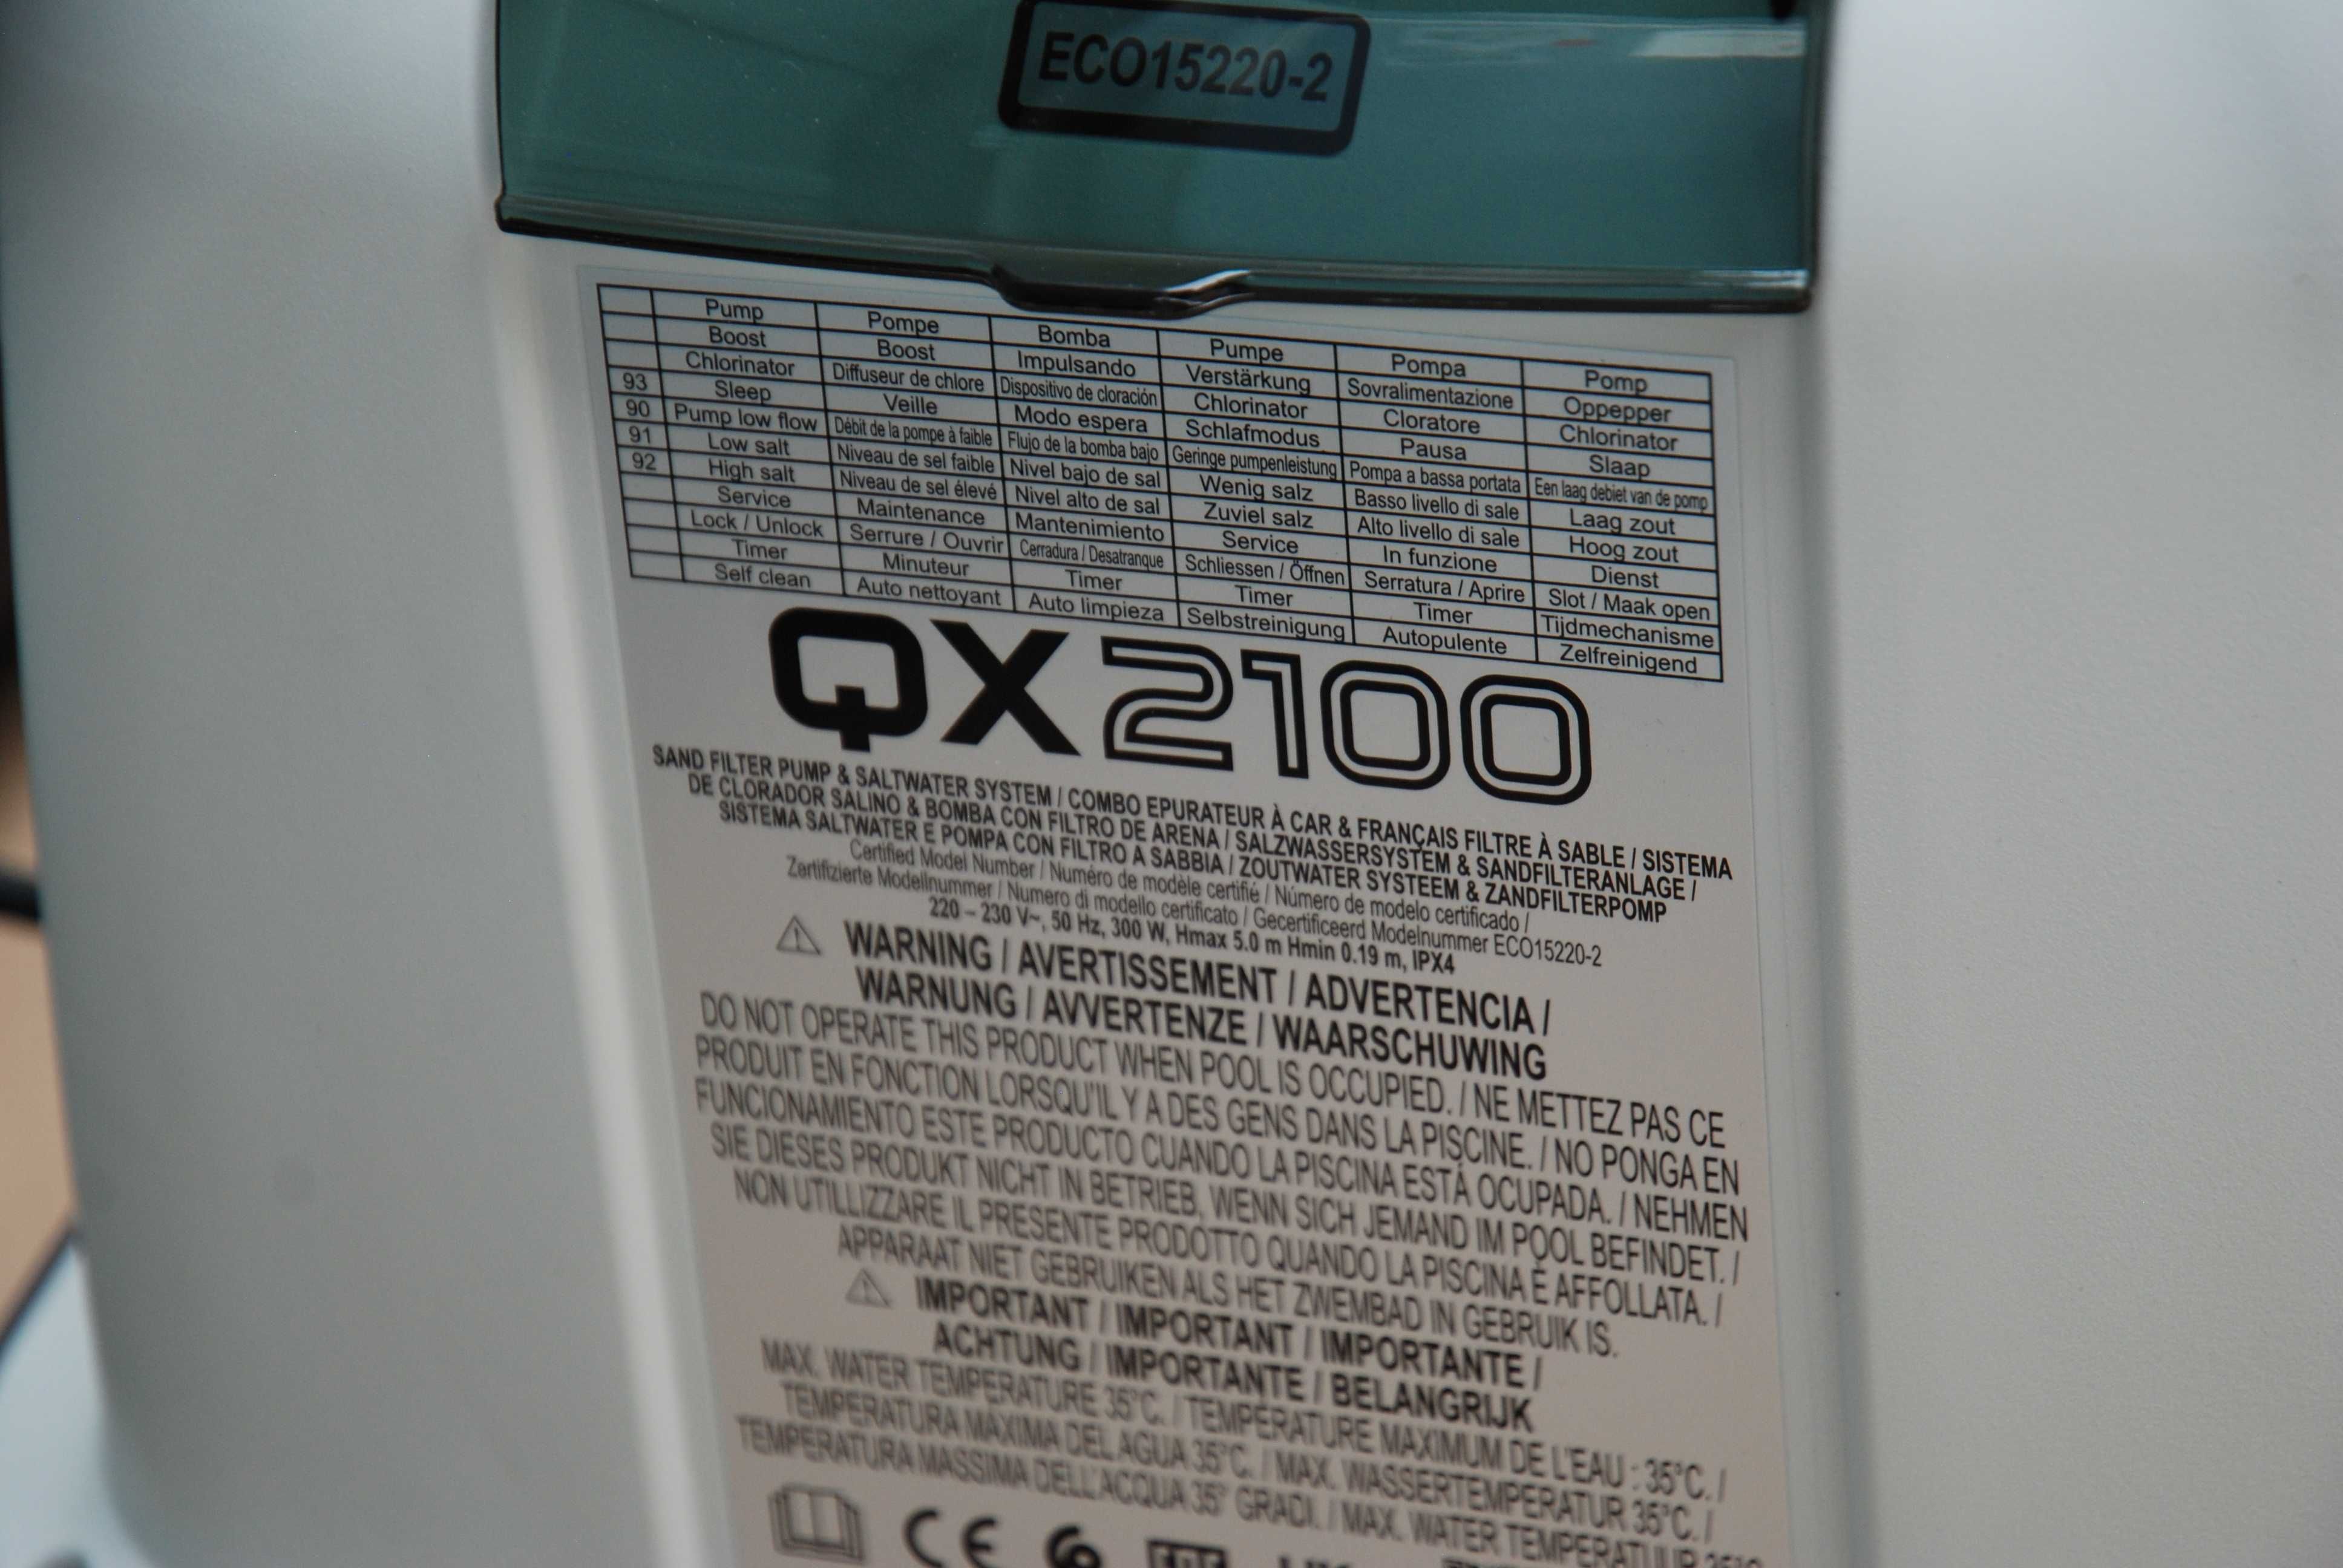 ECO15220-2
Pump Pompe Bomba Pumpe Pompa Pomp
Boost Boost Impulsando Verstärkung Sovralimentazione Oppepper
Chlorinator Diffuseur de chlore Dispositivo de cloración Chlorinator Cloratore Chlorinator
93 Sleep Veille Modo espera Schlafmodus Pausa Slaap
90 Pump low flow Débit de la pompe à faible Flujo de la bomba bajo Geringe pumpenleistung Pompa a bassa portata Een laag debiet van de pomp
91 Low salt Niveau de sel faible Nivel bajo de sal Wenig salz Basso livello di sale Laag zout
92 High salt Niveau de sel élevé Nivel alto de sal Zuviel salz Alto livello di sale Hoog zout
Service Maintenance Mantenimiento Service In funzione Dienst
Lock / Unlock Serrure / Ouvrir Cerradura / Desatranque Schliessen / Öffnen Serratura / Aprire Slot / Maak open
Timer Minuteur Timer Timer Timer Tijdmechanisme
Self clean Auto nettoyant Auto limpieza Selbstreinigung Autopulente Zelfreinigend
QX2100
SAND FILTER PUMP & SALTWATER SYSTEM / COMBO EPURATEUR À CAR & FRANÇAIS FILTRE À SABLE / SISTEMA
DE CLORADOR SALINO & BOMBA CON FILTRO DE ARENA / SALZWASSERSYSTEM & SANDFILTERANLAGE /
SISTEMA SALTWATER E POMPA CON FILTRO A SABBIA / ZOUTWATER SYSTEEM & ZANDFILTERPOMP
Certified Model Number / Numéro de modèle certifié / Número de modelo certificado /
Zertifizierte Modellnummer / Numero di modello certificato / Gecertificeerd Modelnummer ECO15220-2
220 – 230 V~, 50 Hz, 300 W, Hmax 5.0 m Hmin 0.19 m, IPX4
WARNING / AVERTISSEMENT / ADVERTENCIA /
WARNUNG / AVVERTENZE / WAARSCHUWING
DO NOT OPERATE THIS PRODUCT WHEN POOL IS OCCUPIED. / NE METTEZ PAS CE
PRODUIT EN FONCTION LORSQU'IL Y A DES GENS DANS LA PISCINE. / NO PONGA EN
FUNCIONAMIENTO ESTE PRODUCTO CUANDO LA PISCINA ESTÁ OCUPADA. / NEHMEN
SIE DIESES PRODUKT NICHT IN BETRIEB, WENN SICH JEMAND IM POOL BEFINDET. /
NON UTILLIZZARE IL PRESENTE PRODOTTO QUANDO LA PISCINA È AFFOLLATA. /
APPARAAT NIET GEBRUIKEN ALS HET ZWEMBAD IN GEBRUIK IS.
IMPORTANT / IMPORTANT / IMPORTANTE /
ACHTUNG / IMPORTANTE / BELANGRIJK
MAX. WATER TEMPERATURE 35°C. / TEMPÉRATURE MAXIMUM DE L'EAU : 35°C. /
TEMPERATURA MÁXIMA DEL AGUA 35°C. / MAX. WASSERTEMPERATUR 35°C. /
TEMPERATURA MASSIMA DELL'ACQUA 35° GRADI. / MAX. WATER TEMPERATUUR 35°C
CE